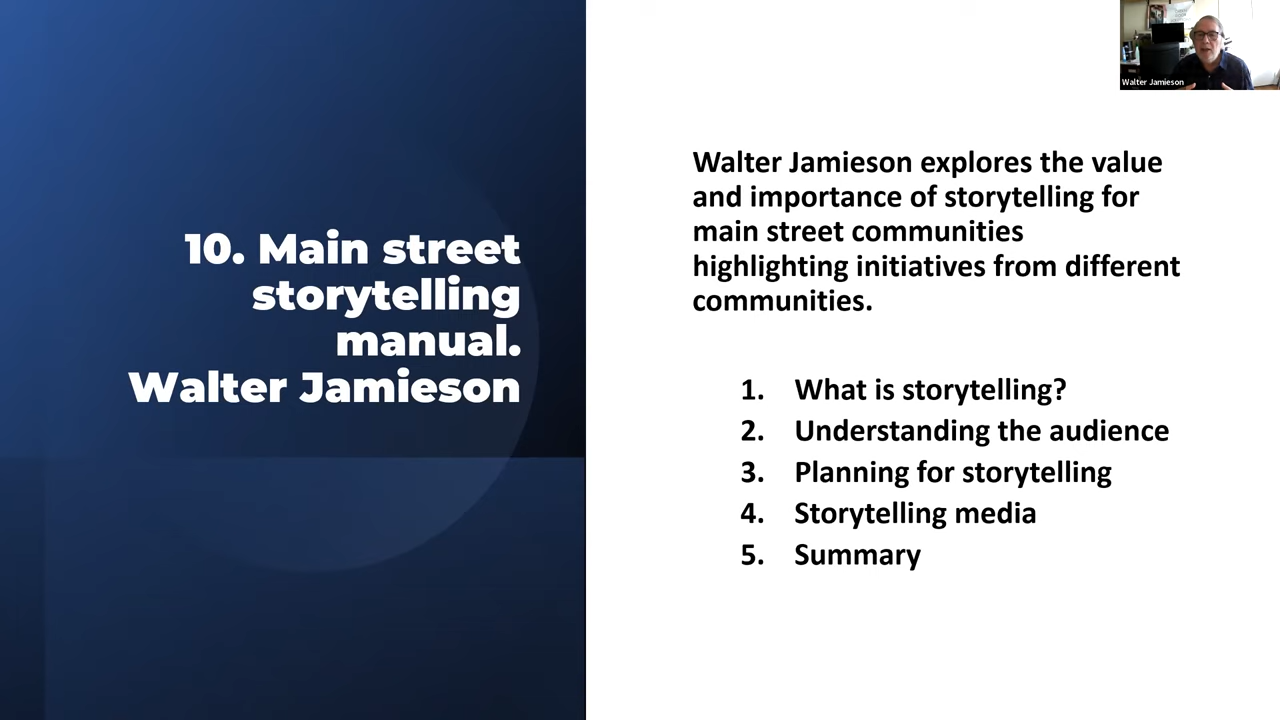 10. Main street
storytelling
manual.
Walter Jamieson
Walter Jamieson explores the value
and importance of storytelling for
main street communities
highlighting initiatives from different
communities.
1. What is storytelling?
2. Understanding the audience
3. Planning for storytelling
4. Storytelling media
5. Summary
Walter Jamieson